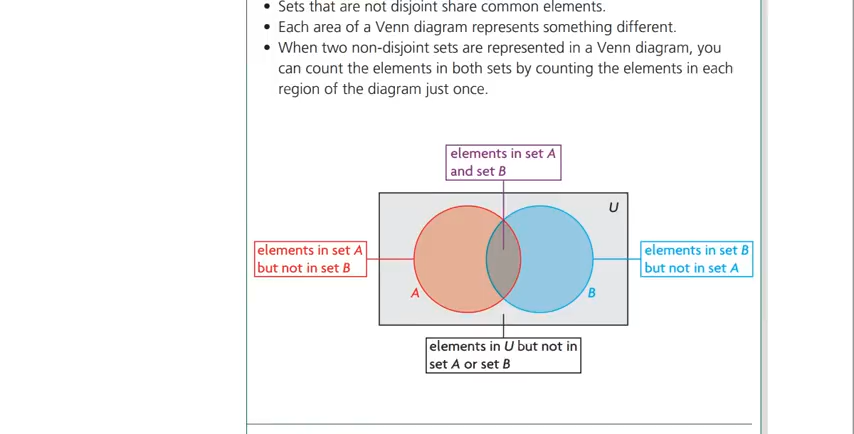 • Sets that are not disjoint share common elements.
• Each area of a Venn diagram represents something different.
• When two non-disjoint sets are represented in a Venn diagram, you
can count the elements in both sets by counting the elements in each
region of the diagram just once.
elements in set A
and set B
U
elements in set A
but not in set B
elements in set B
but not in set A
A
B
elements in U but not in
set A or set B